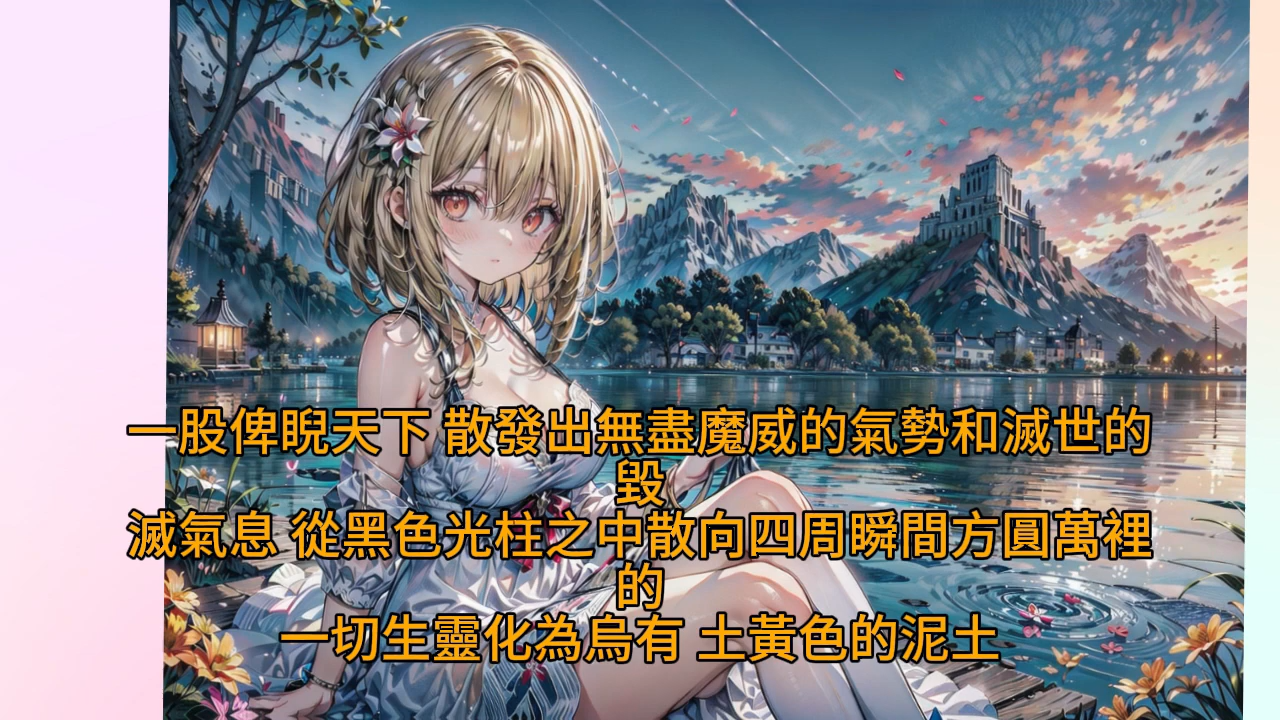 一股俾睨天下 散發出無盡魔威的氣勢和滅世的
毀
滅氣息 從黑色光柱之中散向四周瞬間方圓萬裡
的
一切生靈化為烏有 土黃色的泥土